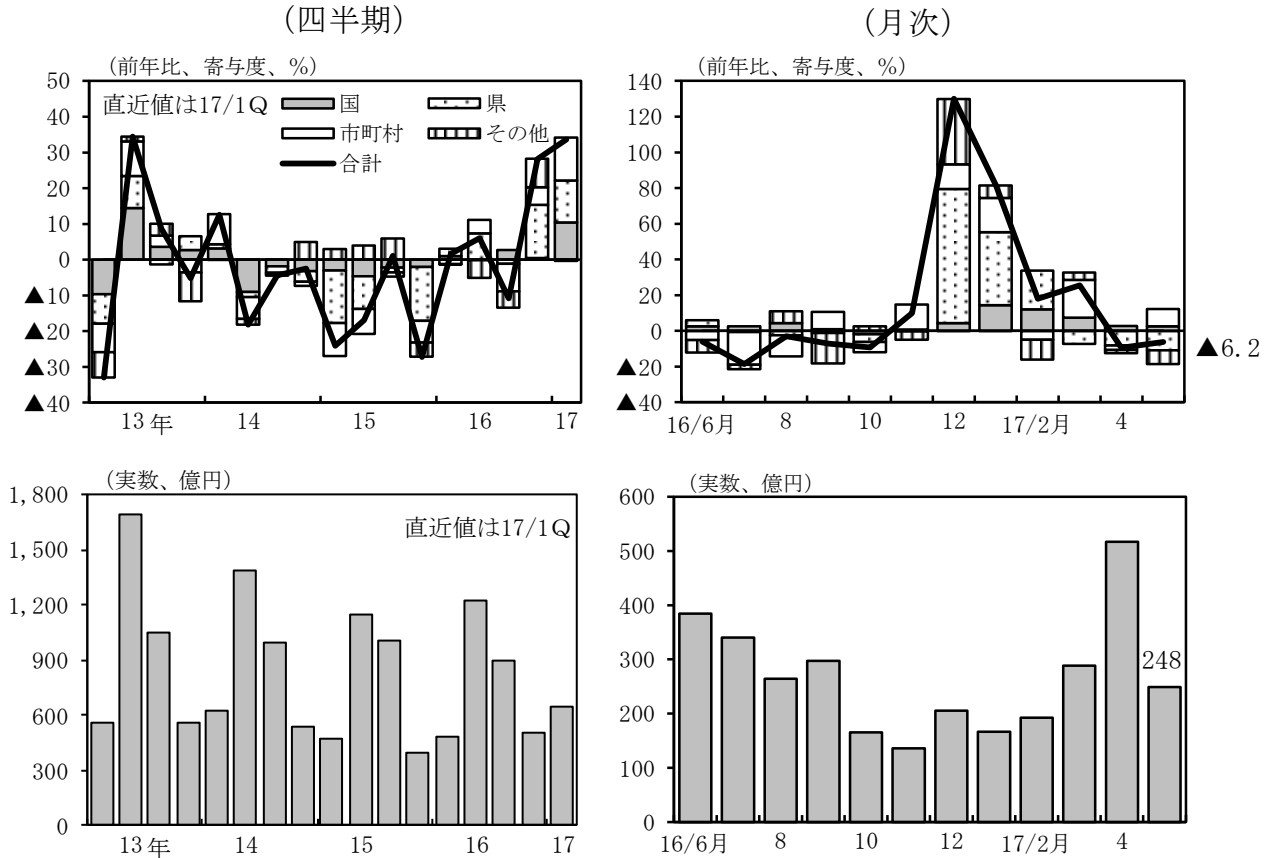 (四半期)
(前年比、寄与度、%)
直近値は17/1Q
国
県
市町村
その他
合計
50
40
30
20
10
0
▲10
▲20
▲30
▲40
13 年 14 15 16 17
(月次)
(前年比、寄与度、%)
140
120
100
80
60
40
20
0
▲20
▲40
▲6.2
16/6月 8 10 12 17/2月 4
(実数、億円)
直近値は17/1Q
1,800
1,500
1,200
900
600
300
0
13 年 14 15 16 17
(実数、億円)
600
500
400
300
200
100
0
248
16/6月 8 10 12 17/2月 4